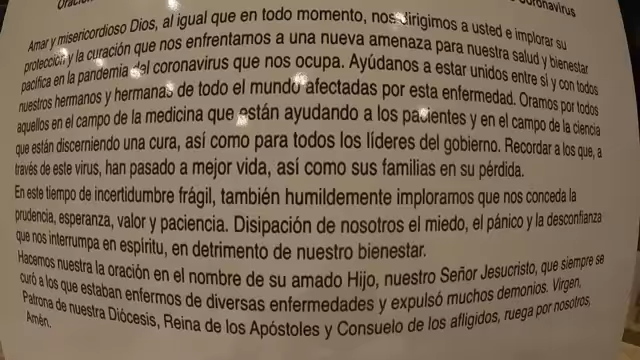 Oración
Coronavirus
Amar y misericordioso Dios, al igual que en todo momento, nos dirigimos a usted e implorar su
protección y la curación que nos enfrentamos a una nueva amenaza para nuestra salud y bienestar
pacífica en la pandemia del coronavirus que nos ocupa. Ayúdanos a estar unidos entre sí y con todos
nuestros hermanos y hermanas de todo el mundo afectadas por esta enfermedad. Oramos por todos
aquellos en el campo de la medicina que están ayudando a los pacientes y en el campo de la ciencia
que están discerniendo una cura, así como para todos los líderes del gobierno. Recordar a los que, a
través de este virus, han pasado a mejor vida, así como sus familias en su pérdida.
En este tiempo de incertidumbre frágil, también humildemente imploramos que nos conceda la
prudencia, esperanza, valor y paciencia. Disipación de nosotros el miedo, el pánico y la desconfianza
que nos interrumpa en espíritu, en detrimento de nuestro bienestar.
Hacemos nuestra la oración en el nombre de su amado Hijo, nuestro Señor Jesucristo, que siempre se
curó a los que estaban enfermos de diversas enfermedades y expulsó muchos demonios. Virgen,
Patrona de nuestra Diócesis, Reina de los Apóstoles y Consuelo de los afligidos, ruega por nosotros,
Amén.